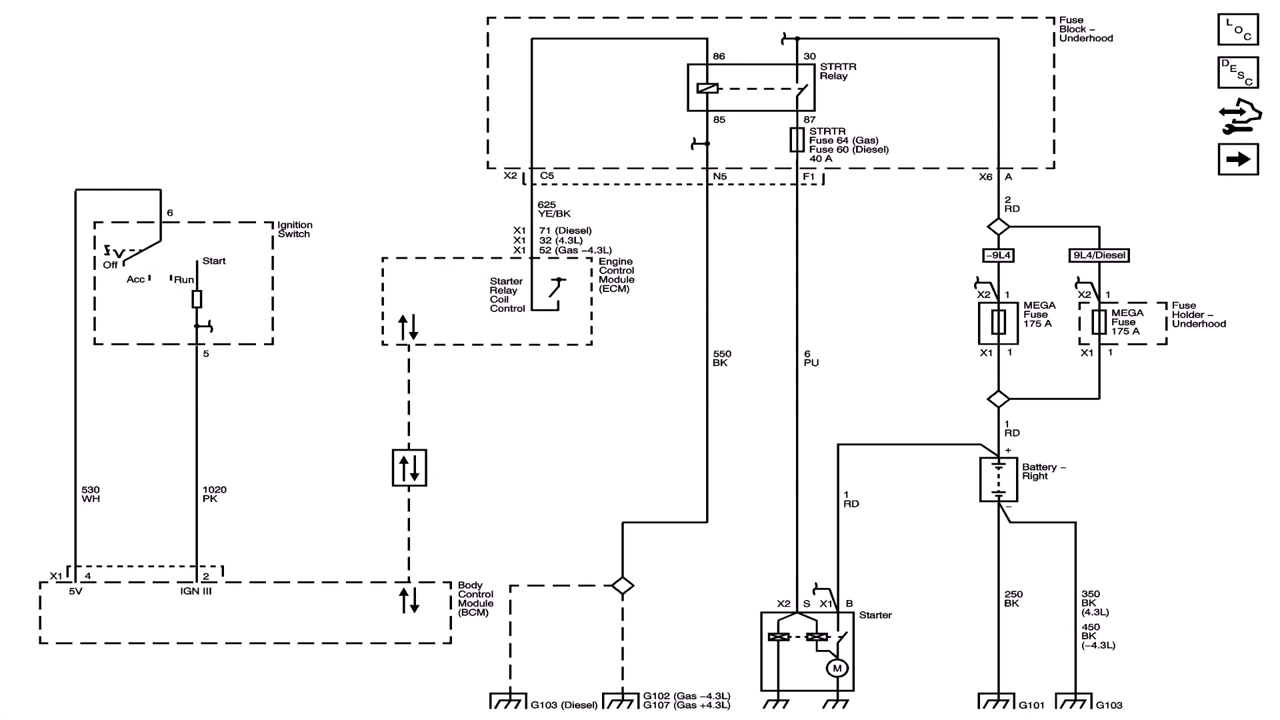 Fuse
Block –
Underhood
L
O
C
D
E
S
C
86
30
STRTR
Relay
85
87
STRTR
Fuse 64 (Gas)
Fuse 60 (Diesel)
40 A
X2
C5
N5
F1
X6
A
625
YE/BK
X1 71 (Diesel)
X1 32 (4.3L)
X1 52 (Gas –4.3L)
Engine
Control
Module
(ECM)
Starter
Relay
Coil
Control
2
RD
–9L4
9L4/Diesel
X2
1
MEGA
Fuse
175 A
X1
1
X2
1
MEGA
Fuse
175 A
X1
1
Fuse
Holder –
Underhood
6
Ignition
Switch
Off
Acc
Run
Start
5
550
BK
6
PU
1
RD
+
Battery –
Right
–
1
RD
530
WH
1020
PK
X1
4
2
5V
IGN III
Body
Control
Module
(BCM)
X2
S
X1
B
Starter
M
250
BK
350
BK
(4.3L)
450
BK
(–4.3L)
G103 (Diesel)
G102 (Gas –4.3L)
G107 (Gas +4.3L)
G101
G103